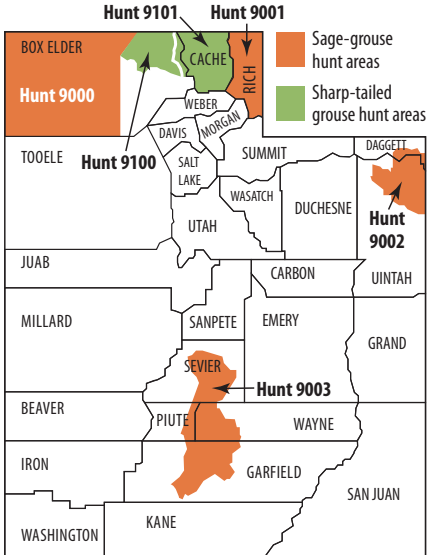 Hunt 9101
Hunt 9001
BOX ELDER
CACHE
RICH
Sage-grouse
hunt areas
Hunt 9000
Sharp-tailed
grouse hunt areas
WEBER
MORGAN
DAVIS
TOOELE
Hunt 9100
SALT
LAKE
SUMMIT
DAGGETT
WASATCH
DUCHESNE
Hunt
9002
UTAH
JUAB
CARBON
UINTAH
MILLARD
SANPETE
EMERY
GRAND
SEVIER
Hunt 9003
BEAVER
PIUTE
WAYNE
IRON
GARFIELD
SAN JUAN
WASHINGTON
KANE